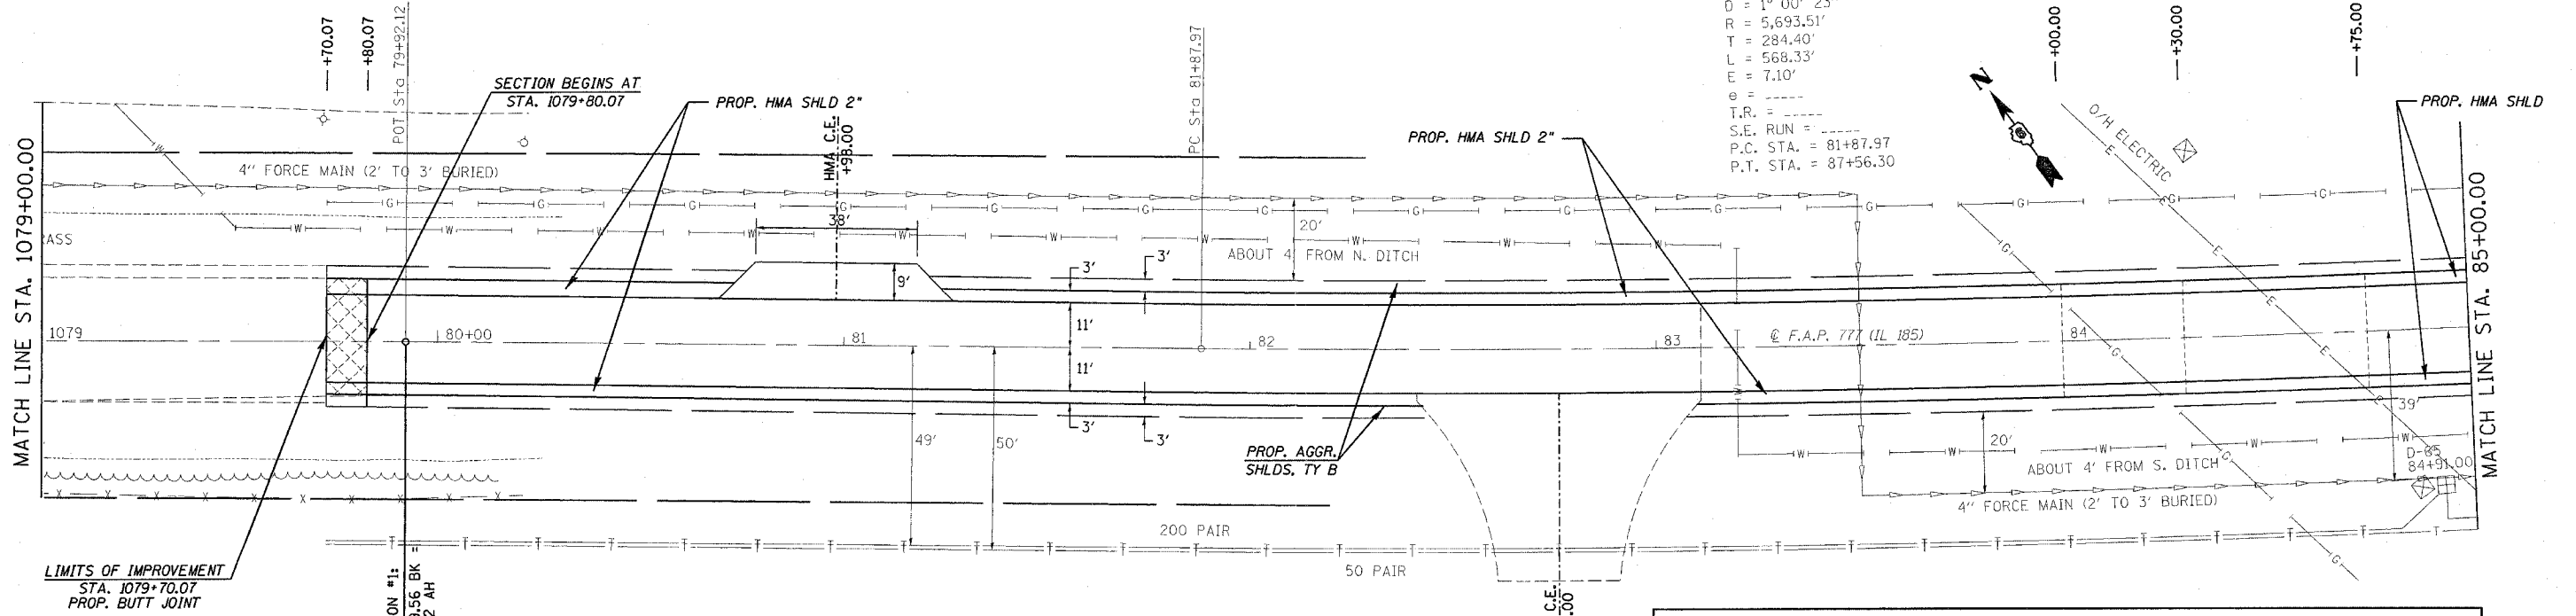 +70.07
+80.07
POT Sta 79+92.12
SECTION BEGINS AT
STA. 1079+80.07
PROP. HMA SHLD 2"
HMA C.E.
+98.00
PC Sta 81+87.97
PROP. HMA SHLD 2"
D = 1° 00' 23"
R = 5,693.51'
T = 284.40'
L = 568.33'
E = 7.10'
e = -----
T.R. = -----
S.E. RUN = -----
P.C. STA. = 81+87.97
P.T. STA. = 87+56.30
N
+00.00
+30.00
+75.00
O/H ELECTRIC
PROP. HMA SHLD
MATCH LINE STA. 1079+00.00
4" FORCE MAIN (2' TO 3' BURIED)
38'
9'
20'
ABOUT 4' FROM N. DITCH
3'
3'
11'
11'
3'
3'
1079
80+00
81
82
83
℄ F.A.P. 777 (IL 185)
84
MATCH LINE STA. 85+00.00
49'
50'
PROP. AGGR.
SHLDS, TY B
20'
39'
ABOUT 4' FROM S. DITCH
D-65
84+91.00
4" FORCE MAIN (2' TO 3' BURIED)
200 PAIR
50 PAIR
LIMITS OF IMPROVEMENT
STA. 1079+70.07
PROP. BUTT JOINT
ON #1:
.56 BK =
2 AH
C.E.
.00